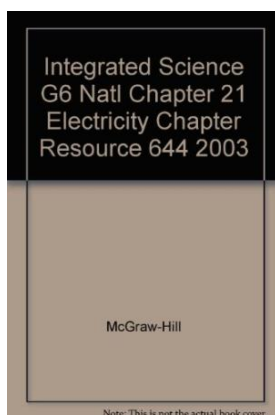 Integrated Science
G6 Natl Chapter 21
Electricity Chapter
Resource 644 2003
McGraw-Hill
Note: This is not the actual book cover